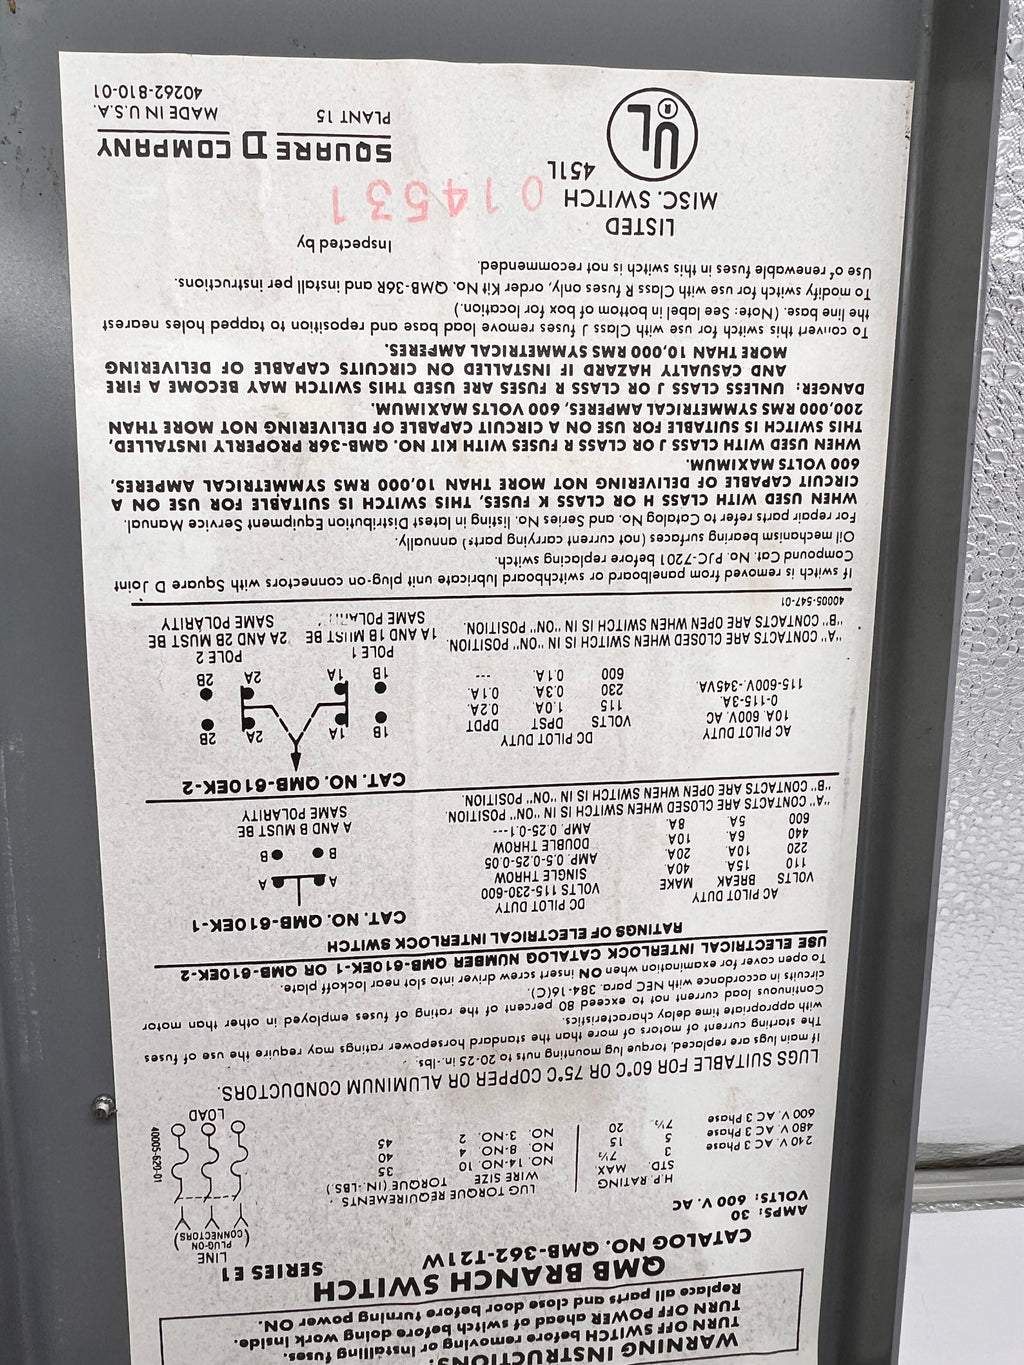 WARNING INSTRUCTIONS:
TURN OFF SWITCH before removing or installing fuses.
TURN OFF POWER ahead of switch before doing work inside.
Replace all parts and close door before turning power ON.
QMB BRANCH SWITCH
CATALOG NO. QMB-362-T21W SERIES E1
AMPS: 30
VOLTS: 600 V. AC
H.P. RATING
STD. MAX
240 V. AC 3 Phase 3 7½
480 V. AC 3 Phase 5 15
600 V. AC 3 Phase 7½ 20
LUG TORQUE REQUIREMENTS
WIRE SIZE TORQUE (IN.-LBS.)
NO. 14-NO. 10 35
NO. 8-NO. 4 40
NO. 3-NO. 2 45
LINE
(PLUG-ON
CONNECTORS)
LOAD
40005-620-01
LUGS SUITABLE FOR 60°C OR 75°C COPPER OR ALUMINUM CONDUCTORS.
If main lugs are replaced, torque lug mounting nuts to 20-25 in.-lbs.
The starting current of motors of more than the standard horsepower ratings may require the use of fuses
with appropriate time delay characteristics.
Continuous load current not to exceed 80 percent of the rating of fuses employed in other than motor
circuits in accordance with NEC para. 384-16(C).
To open cover for examination when ON insert screw driver into slot near lockoff plate.
USE ELECTRICAL INTERLOCK CATALOG NUMBER QMB-610EK-1 OR QMB-610EK-2
RATINGS OF ELECTRICAL INTERLOCK SWITCH
AC PILOT DUTY
VOLTS BREAK MAKE
110 15A. 40A.
220 10A. 20A.
440 6A. 10A.
600 5A. 8A.
DC PILOT DUTY
VOLTS 115-230-600
SINGLE THROW
AMP. 0.5-0.25-0.05
DOUBLE THROW
AMP. 0.25-0.1---
CAT. NO. QMB-610EK-1
A A
B B
A AND B MUST BE
SAME POLARITY
"A" CONTACTS ARE CLOSED WHEN SWITCH IS IN "ON" POSITION.
"B" CONTACTS ARE OPEN WHEN SWITCH IS IN "ON" POSITION.
CAT. NO. QMB-610EK-2
AC PILOT DUTY
10A. 600V. AC
0-115-3A.
115-600V.-345VA.
DC PILOT DUTY
VOLTS DPST DPDT
115 1.0A. 0.2A.
230 0.3A. 0.1A.
600 0.1A. ---
1B 1A 2A 2B
1B 1A 2A 2B
POLE 1 POLE 2
1A AND 1B MUST BE 2A AND 2B MUST BE
SAME POLARITY SAME POLARITY
"A" CONTACTS ARE CLOSED WHEN SWITCH IS IN "ON" POSITION.
"B" CONTACTS ARE OPEN WHEN SWITCH IS IN "ON" POSITION.
40005-547-01
If switch is removed from panelboard or switchboard lubricate unit plug-on connectors with Square D Joint
Compound Cat. No. PJC-7201 before replacing switch.
Oil mechanism bearing surfaces (not current carrying parts) annually.
For repair parts refer to Catalog No. and Series No. listing in latest Distribution Equipment Service Manual.
WHEN USED WITH CLASS H OR CLASS K FUSES, THIS SWITCH IS SUITABLE FOR USE ON A
CIRCUIT CAPABLE OF DELIVERING NOT MORE THAN 10,000 RMS SYMMETRICAL AMPERES,
600 VOLTS MAXIMUM.
WHEN USED WITH CLASS J OR CLASS R FUSES WITH KIT NO. QMB-36R PROPERLY INSTALLED,
THIS SWITCH IS SUITABLE FOR USE ON A CIRCUIT CAPABLE OF DELIVERING NOT MORE THAN
200,000 RMS SYMMETRICAL AMPERES, 600 VOLTS MAXIMUM.
DANGER: UNLESS CLASS J OR CLASS R FUSES ARE USED THIS SWITCH MAY BECOME A FIRE
AND CASUALTY HAZARD IF INSTALLED ON CIRCUITS CAPABLE OF DELIVERING
MORE THAN 10,000 RMS SYMMETRICAL AMPERES.
To convert this switch for use with Class J fuses remove load base and reposition to tapped holes nearest
the line base. (Note: See label in bottom of box for location.)
To modify switch for use with Class R fuses only, order Kit No. QMB-36R and install per instructions.
Use of renewable fuses in this switch is not recommended.
LISTED
MISC. SWITCH
451L
UL ®
Inspected by
014531
SQUARE D COMPANY
PLANT 15 MADE IN U.S.A.
40262-810-01